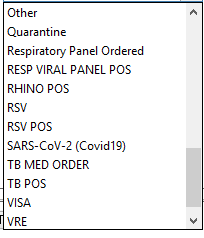 Other
Quarantine
Respiratory Panel Ordered
RESP VIRAL PANEL POS
RHINO POS
RSV
RSV POS
SARS-CoV-2 (Covid19)
TB MED ORDER
TB POS
VISA
VRE